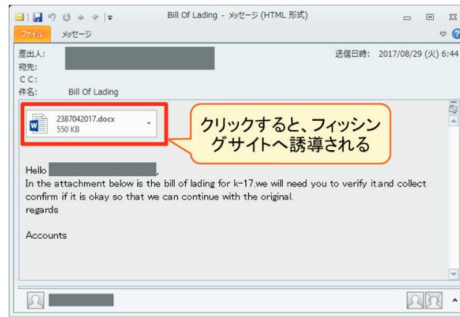 Bill Of Lading - メッセージ (HTML 形式)
ファイル メッセージ
差出人: 送信日時: 2017/08/29 (火) 6:44
宛先:
CC:
件名: Bill Of Lading
2387042017.docx
550 KB
クリックすると、フィッシン
グサイトへ誘導される
Hello ,
In the attachment below is the bill of lading for k-17.we will need you to verify it.and collect
confirm if it is okay so that we can continue with the original.
regards
Accounts